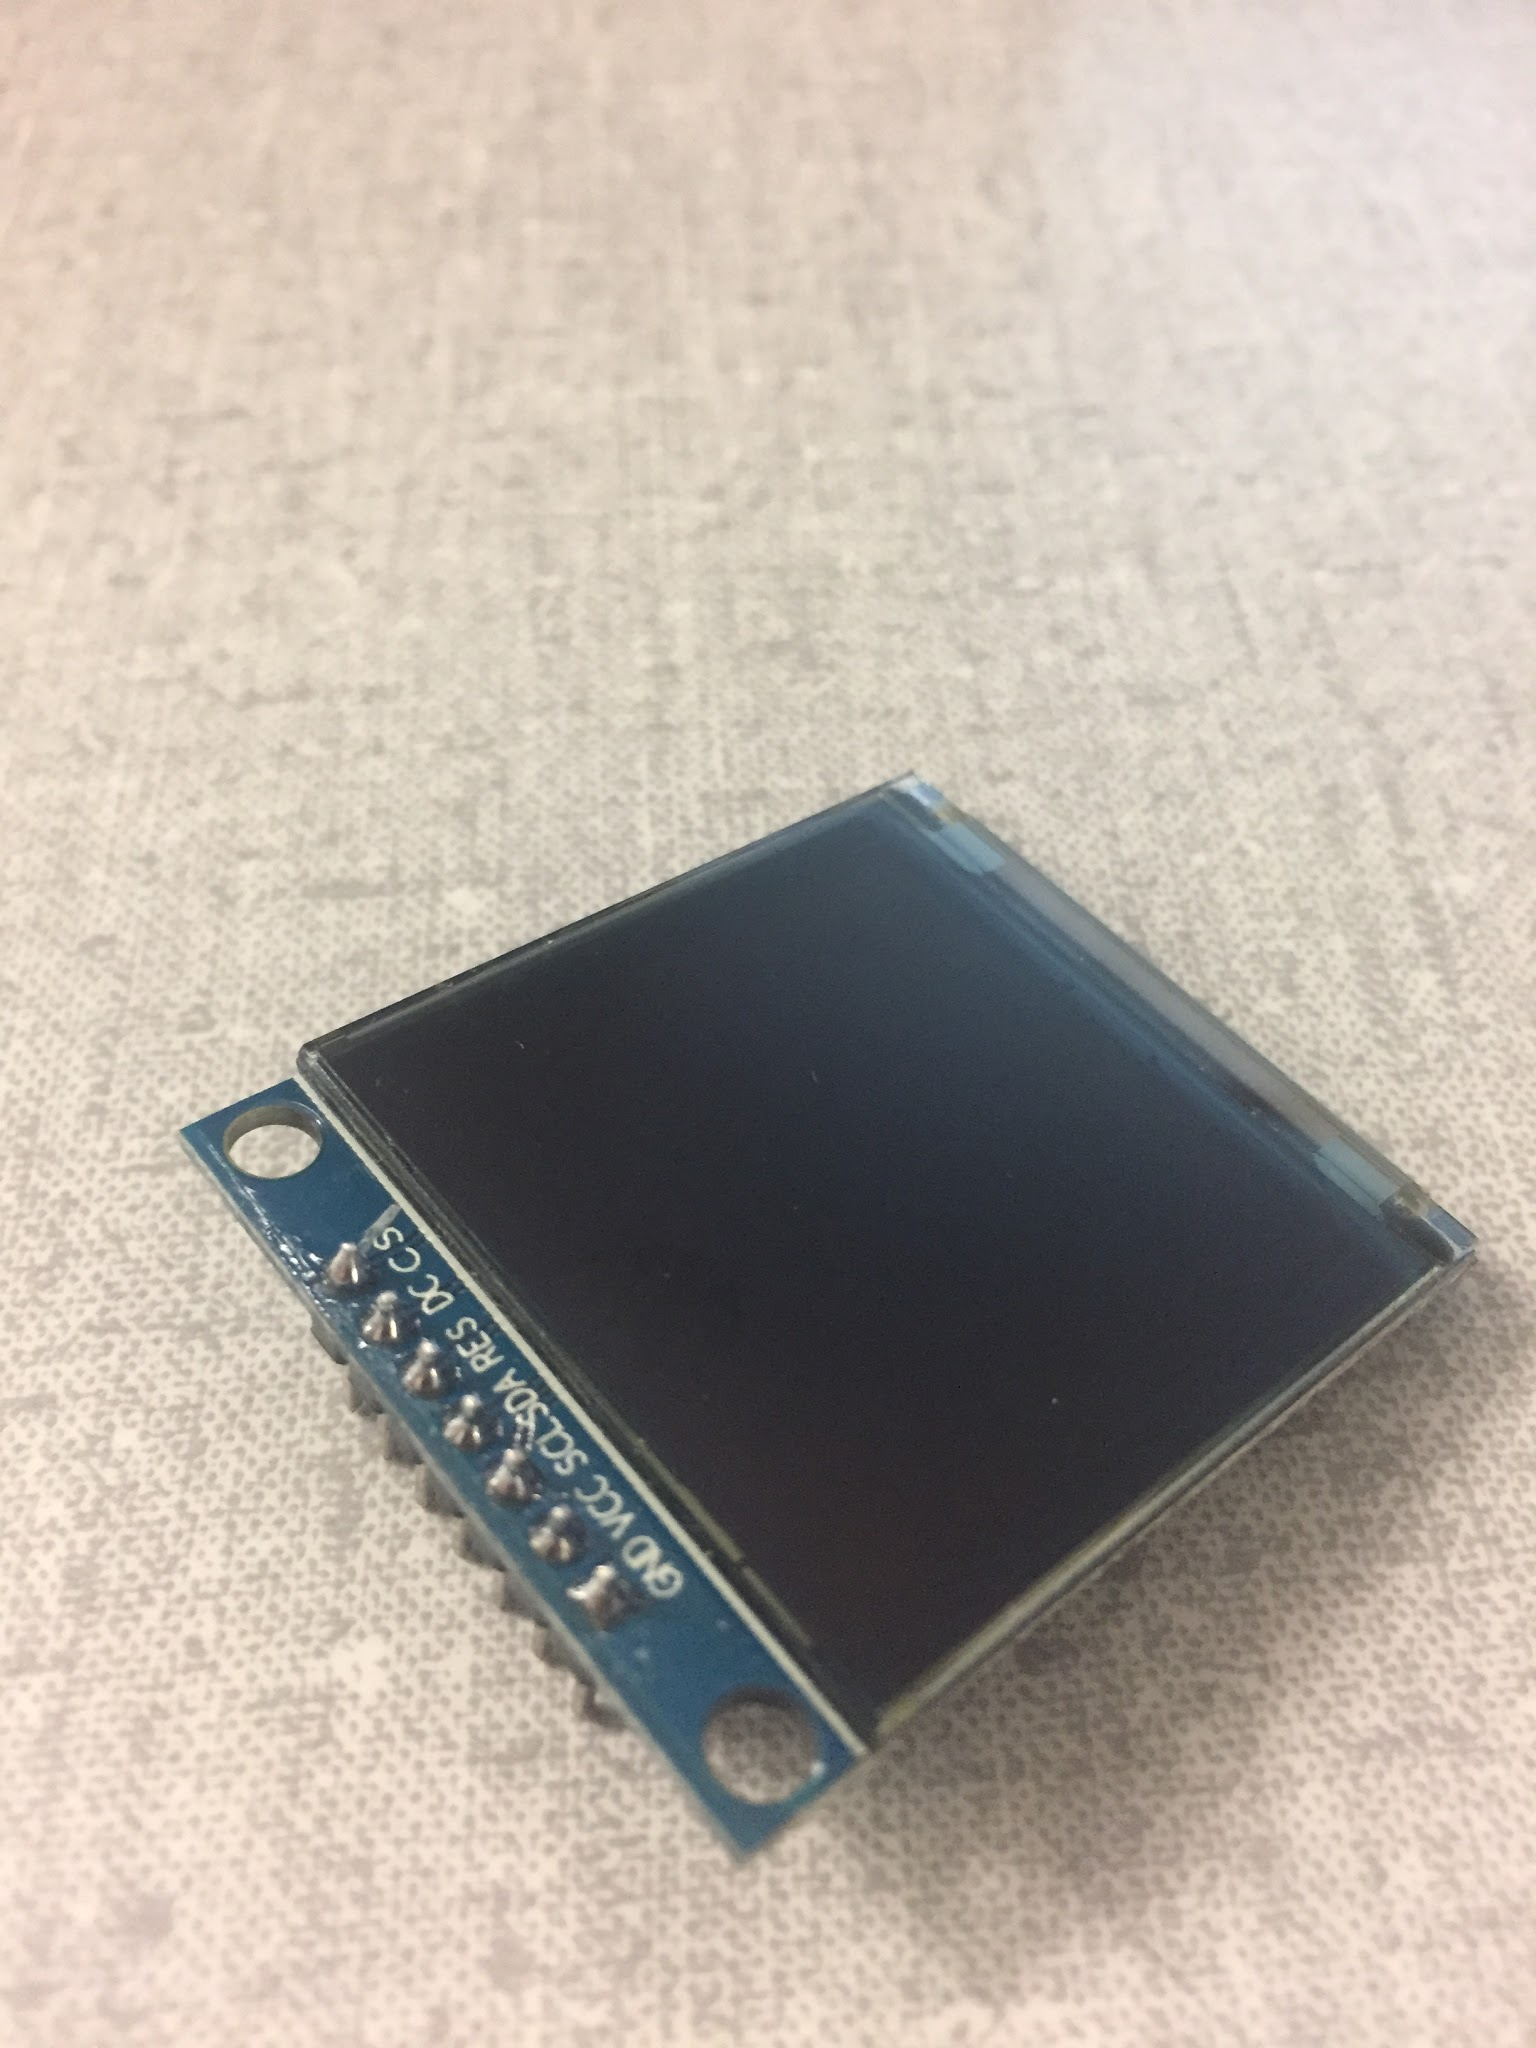 GND VCC SCL SDA RES DC CS